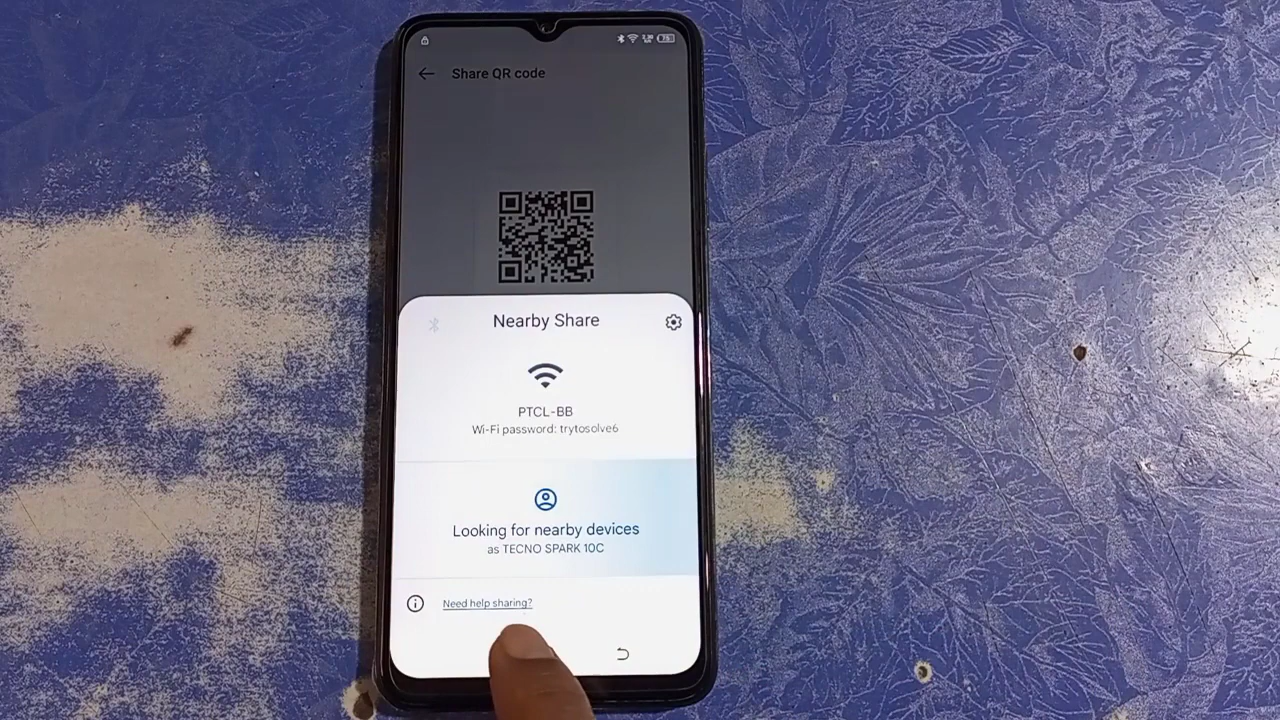 75
Share QR code
Nearby Share
PTCL-BB
Wi-Fi password: trytosolve6
Looking for nearby devices
as TECNO SPARK 10C
Need help sharing?